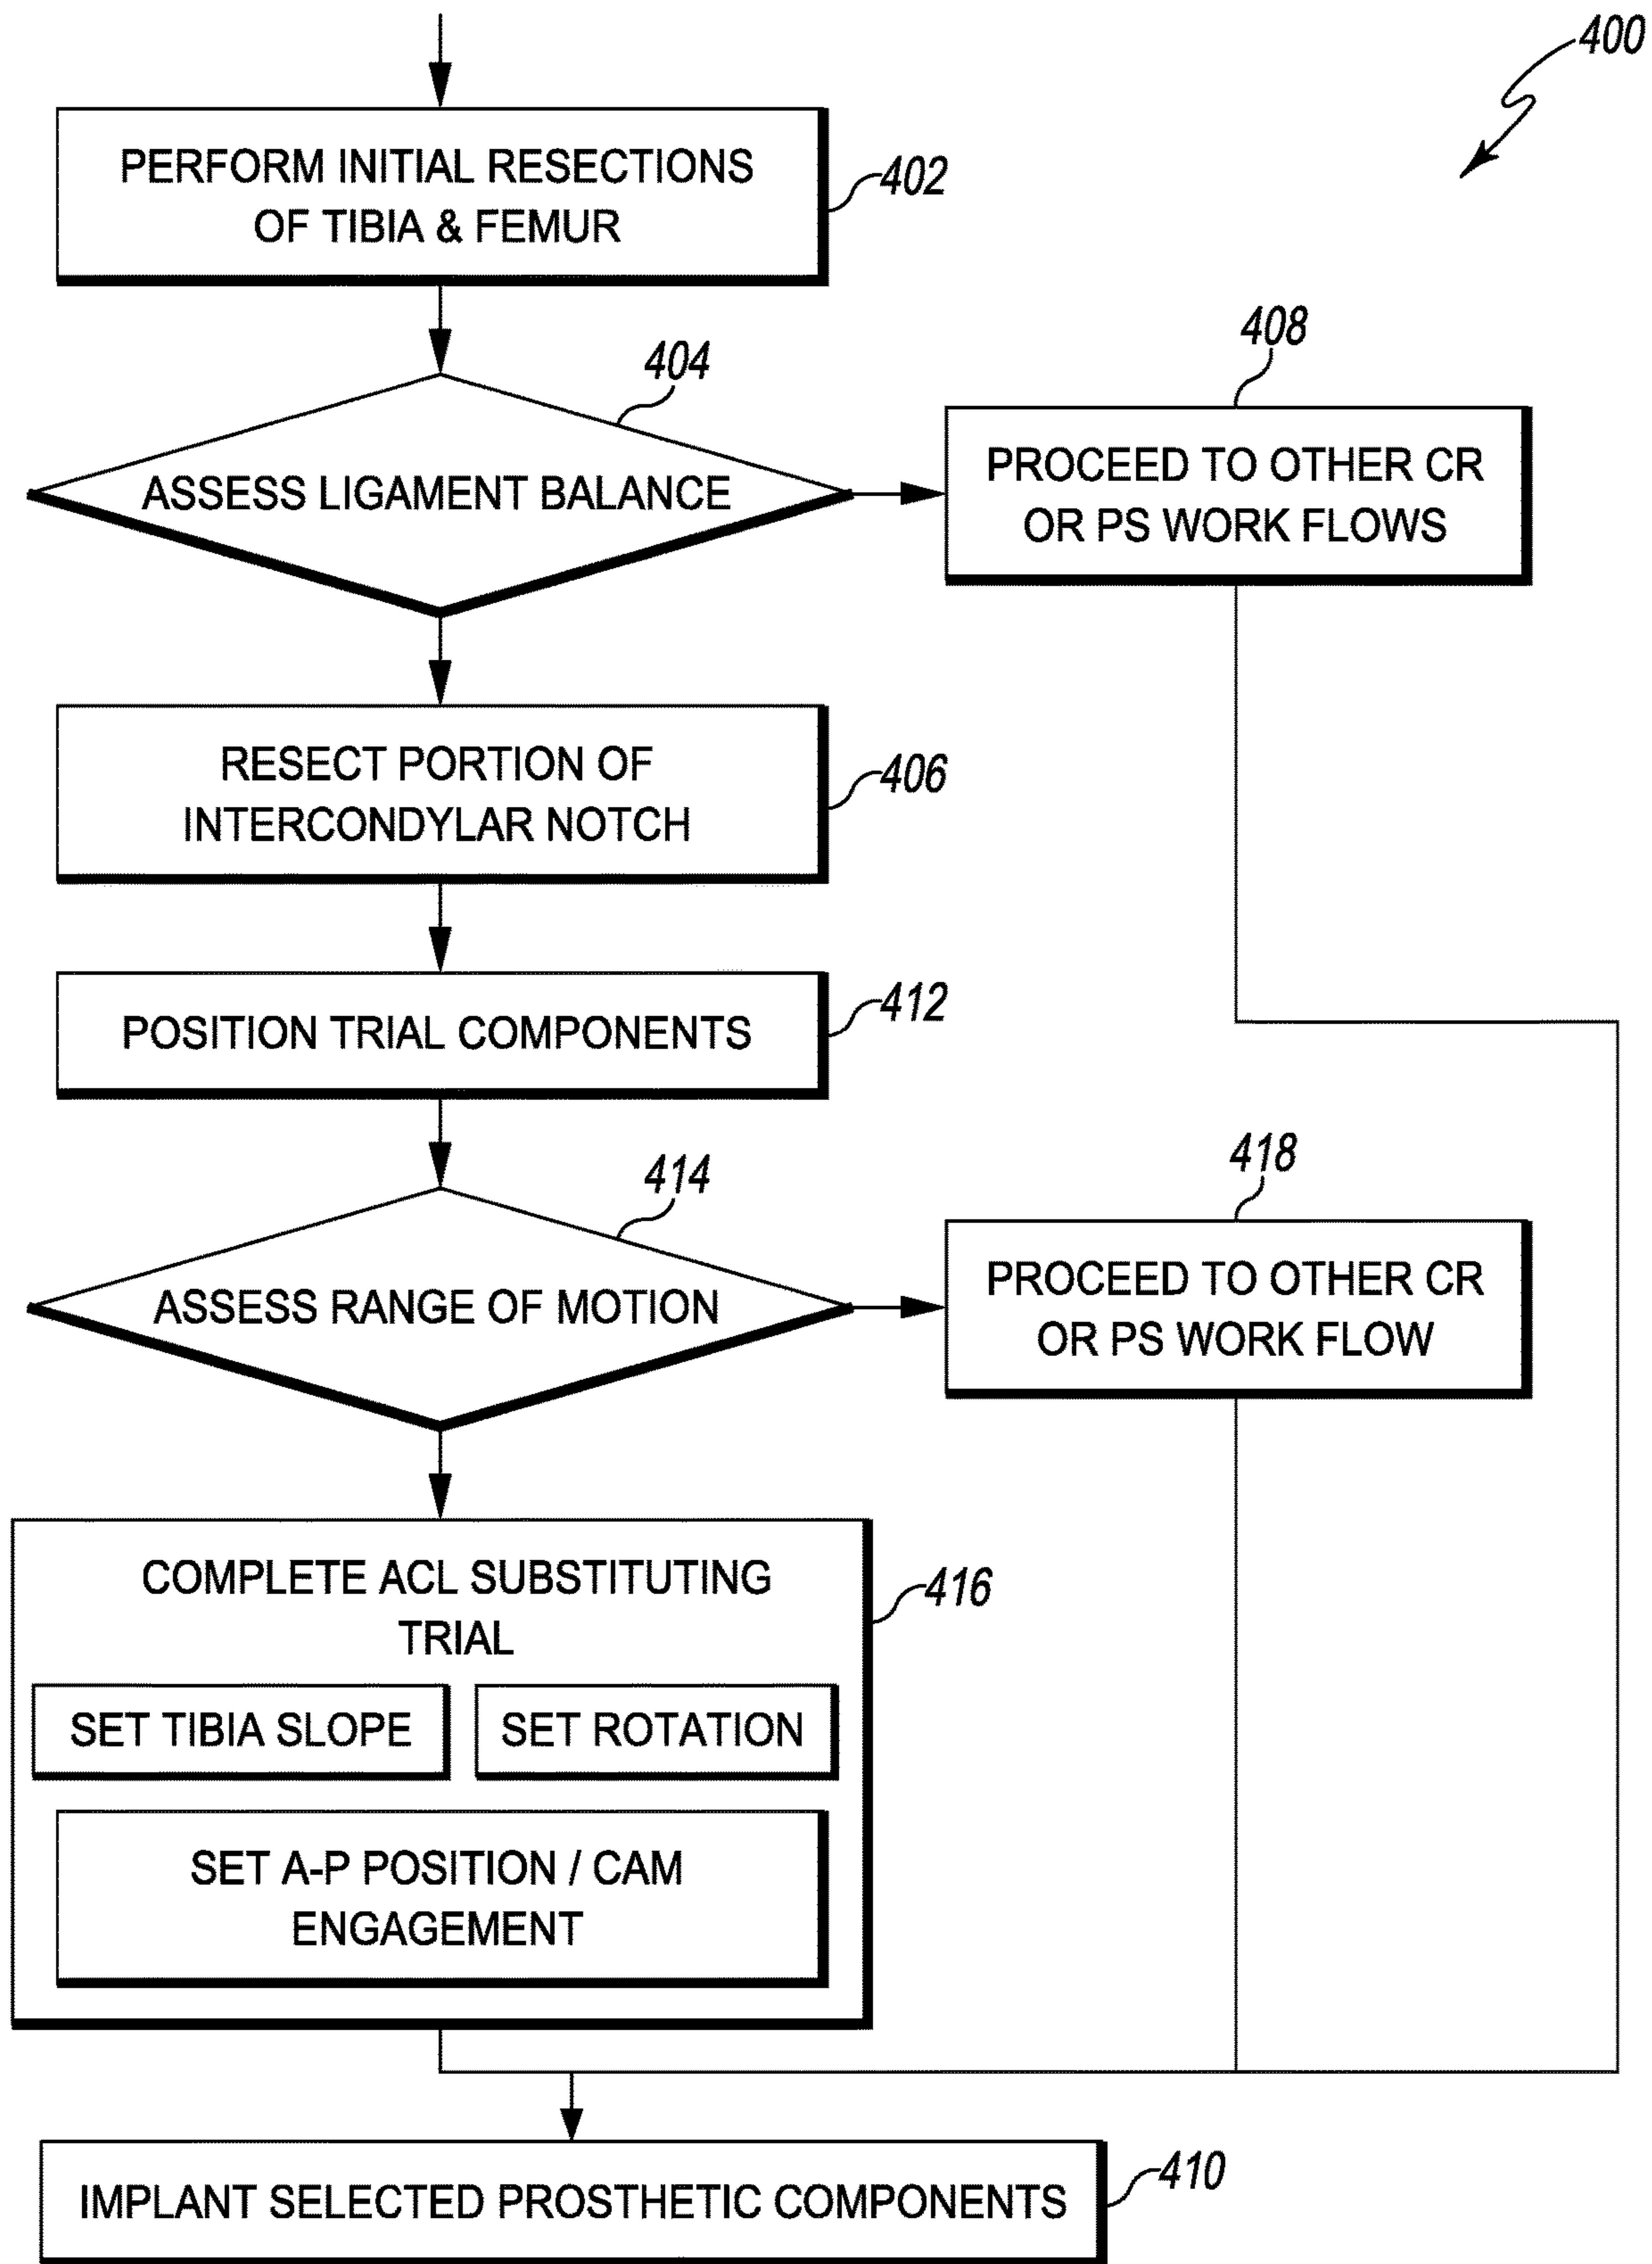 400
PERFORM INITIAL RESECTIONS
OF TIBIA & FEMUR
402
404
ASSESS LIGAMENT BALANCE
408
PROCEED TO OTHER CR
OR PS WORK FLOWS
RESECT PORTION OF
INTERCONDYLAR NOTCH
406
POSITION TRIAL COMPONENTS
412
414
ASSESS RANGE OF MOTION
418
PROCEED TO OTHER CR
OR PS WORK FLOW
COMPLETE ACL SUBSTITUTING
TRIAL
416
SET TIBIA SLOPE
SET ROTATION
SET A-P POSITION / CAM
ENGAGEMENT
IMPLANT SELECTED PROSTHETIC COMPONENTS
410